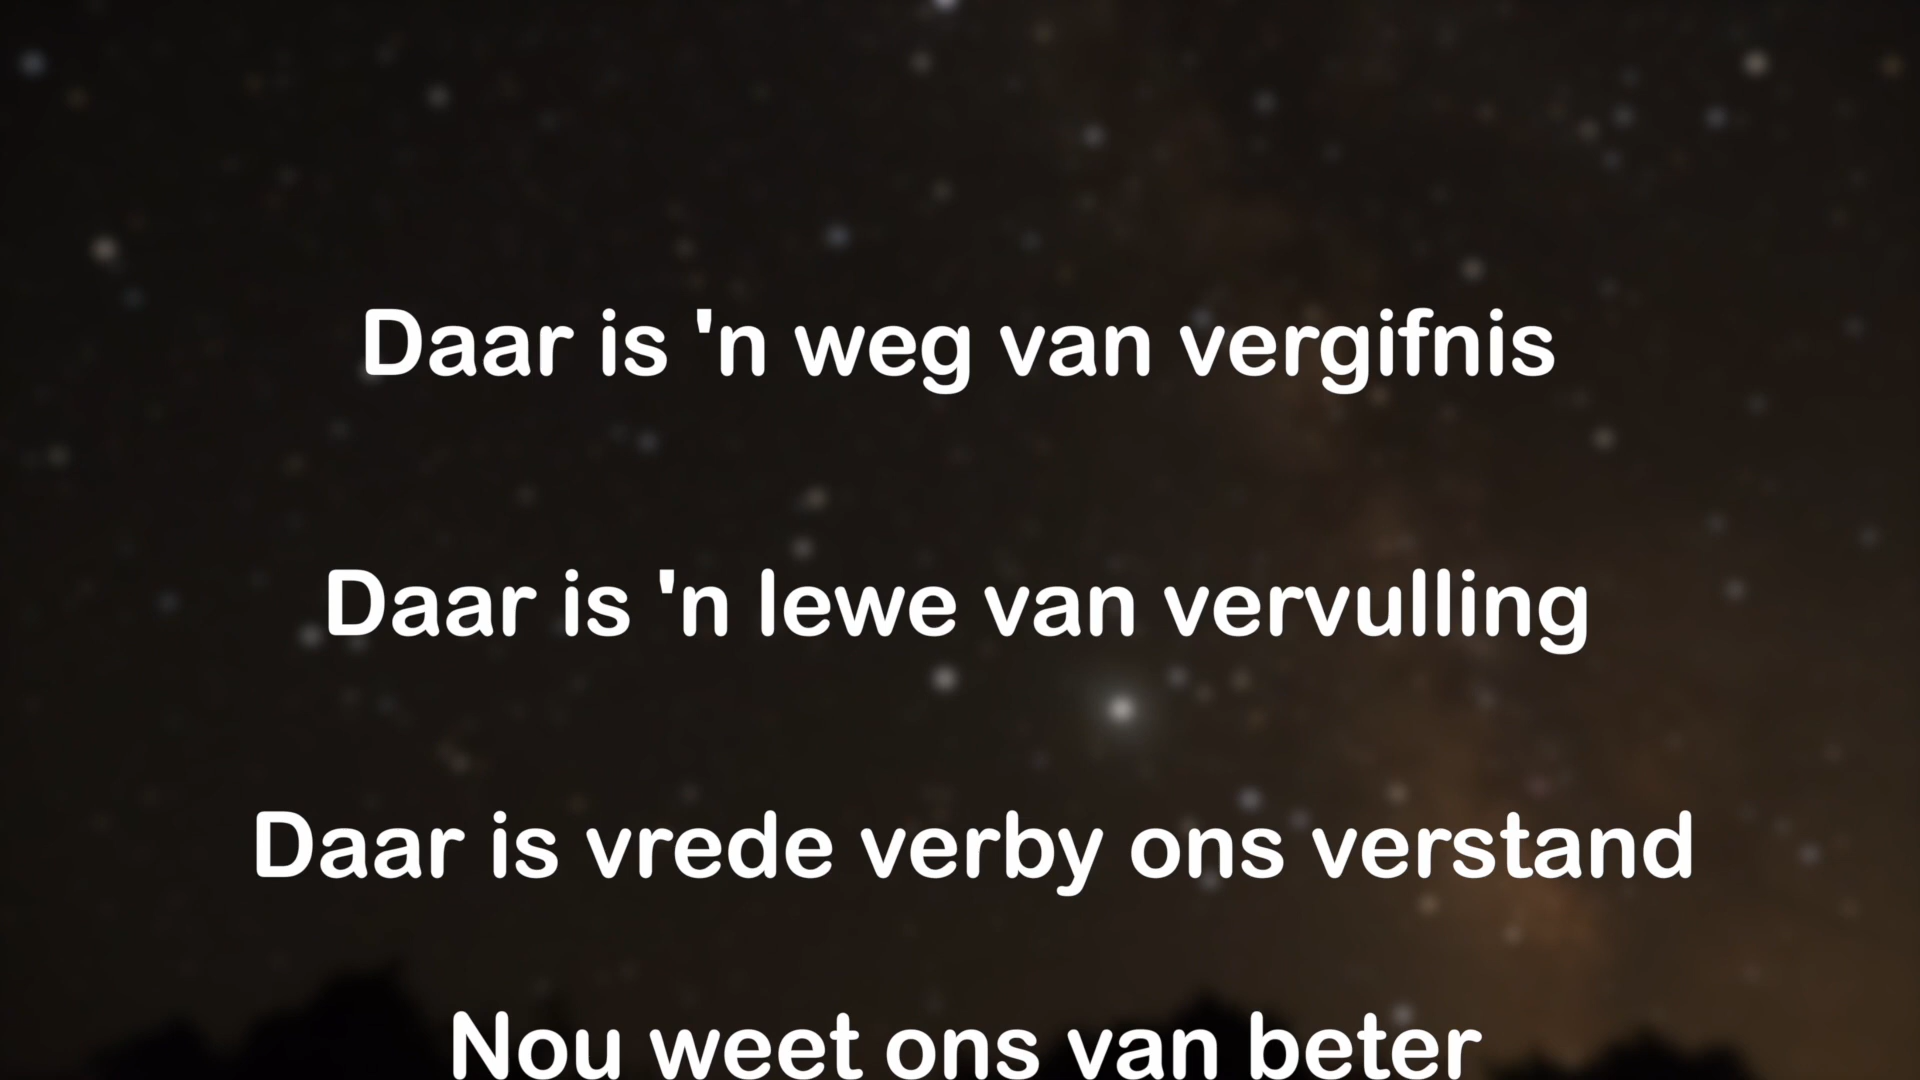 Daar is 'n weg van vergifnis
Daar is 'n lewe van vervulling
Daar is vrede verby ons verstand
Nou weet ons van beter